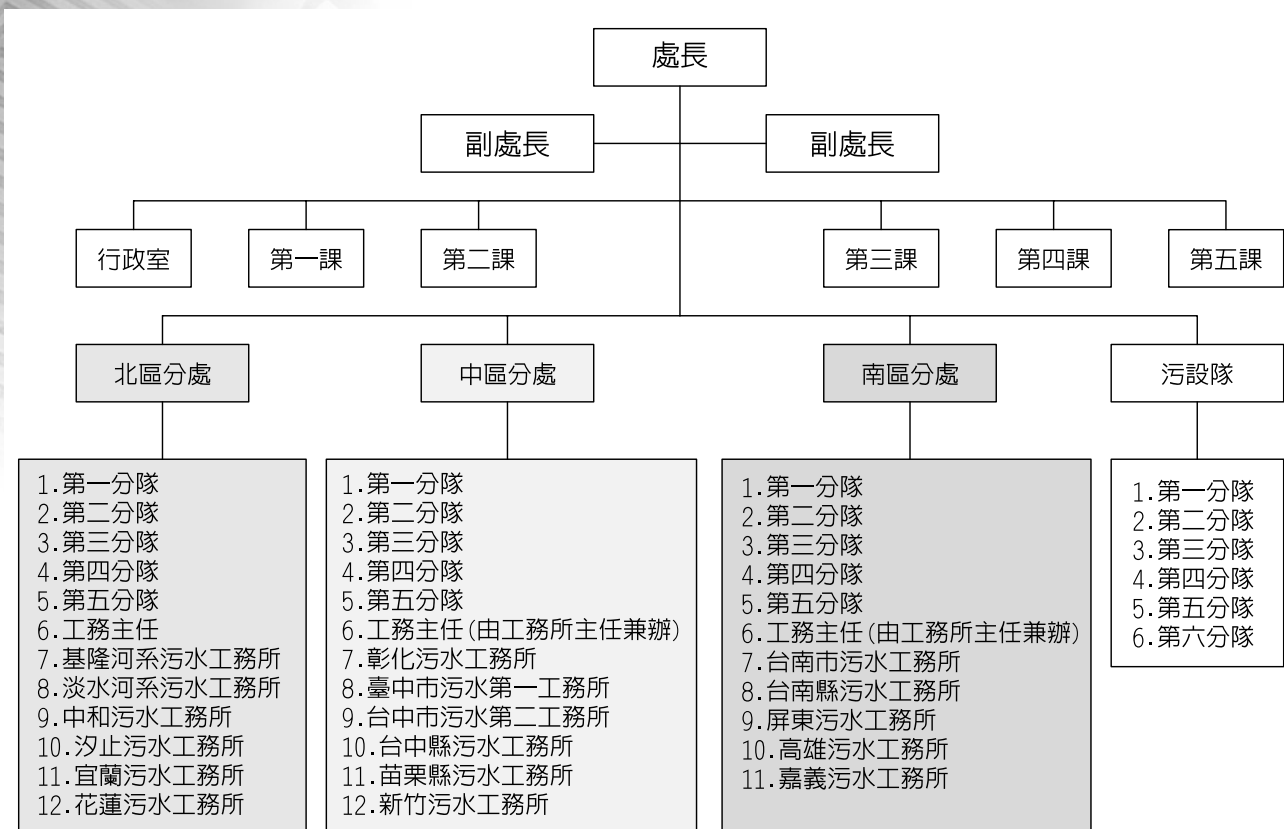 處長
副處長
副處長
行政室
第一課
第二課
第三課
第四課
第五課
北區分處
中區分處
南區分處
污設隊
1.第一分隊
2.第二分隊
3.第三分隊
4.第四分隊
5.第五分隊
6.工務主任
7.基隆河系污水工務所
8.淡水河系污水工務所
9.中和污水工務所
10.汐止污水工務所
11.宜蘭污水工務所
12.花蓮污水工務所
1.第一分隊
2.第二分隊
3.第三分隊
4.第四分隊
5.第五分隊
6.工務主任(由工務所主任兼辦)
7.彰化污水工務所
8.臺中市污水第一工務所
9.台中市污水第二工務所
10.台中縣污水工務所
11.苗栗縣污水工務所
12.新竹污水工務所
1.第一分隊
2.第二分隊
3.第三分隊
4.第四分隊
5.第五分隊
6.工務主任(由工務所主任兼辦)
7.台南市污水工務所
8.台南縣污水工務所
9.屏東污水工務所
10.高雄污水工務所
11.嘉義污水工務所
1.第一分隊
2.第二分隊
3.第三分隊
4.第四分隊
5.第五分隊
6.第六分隊